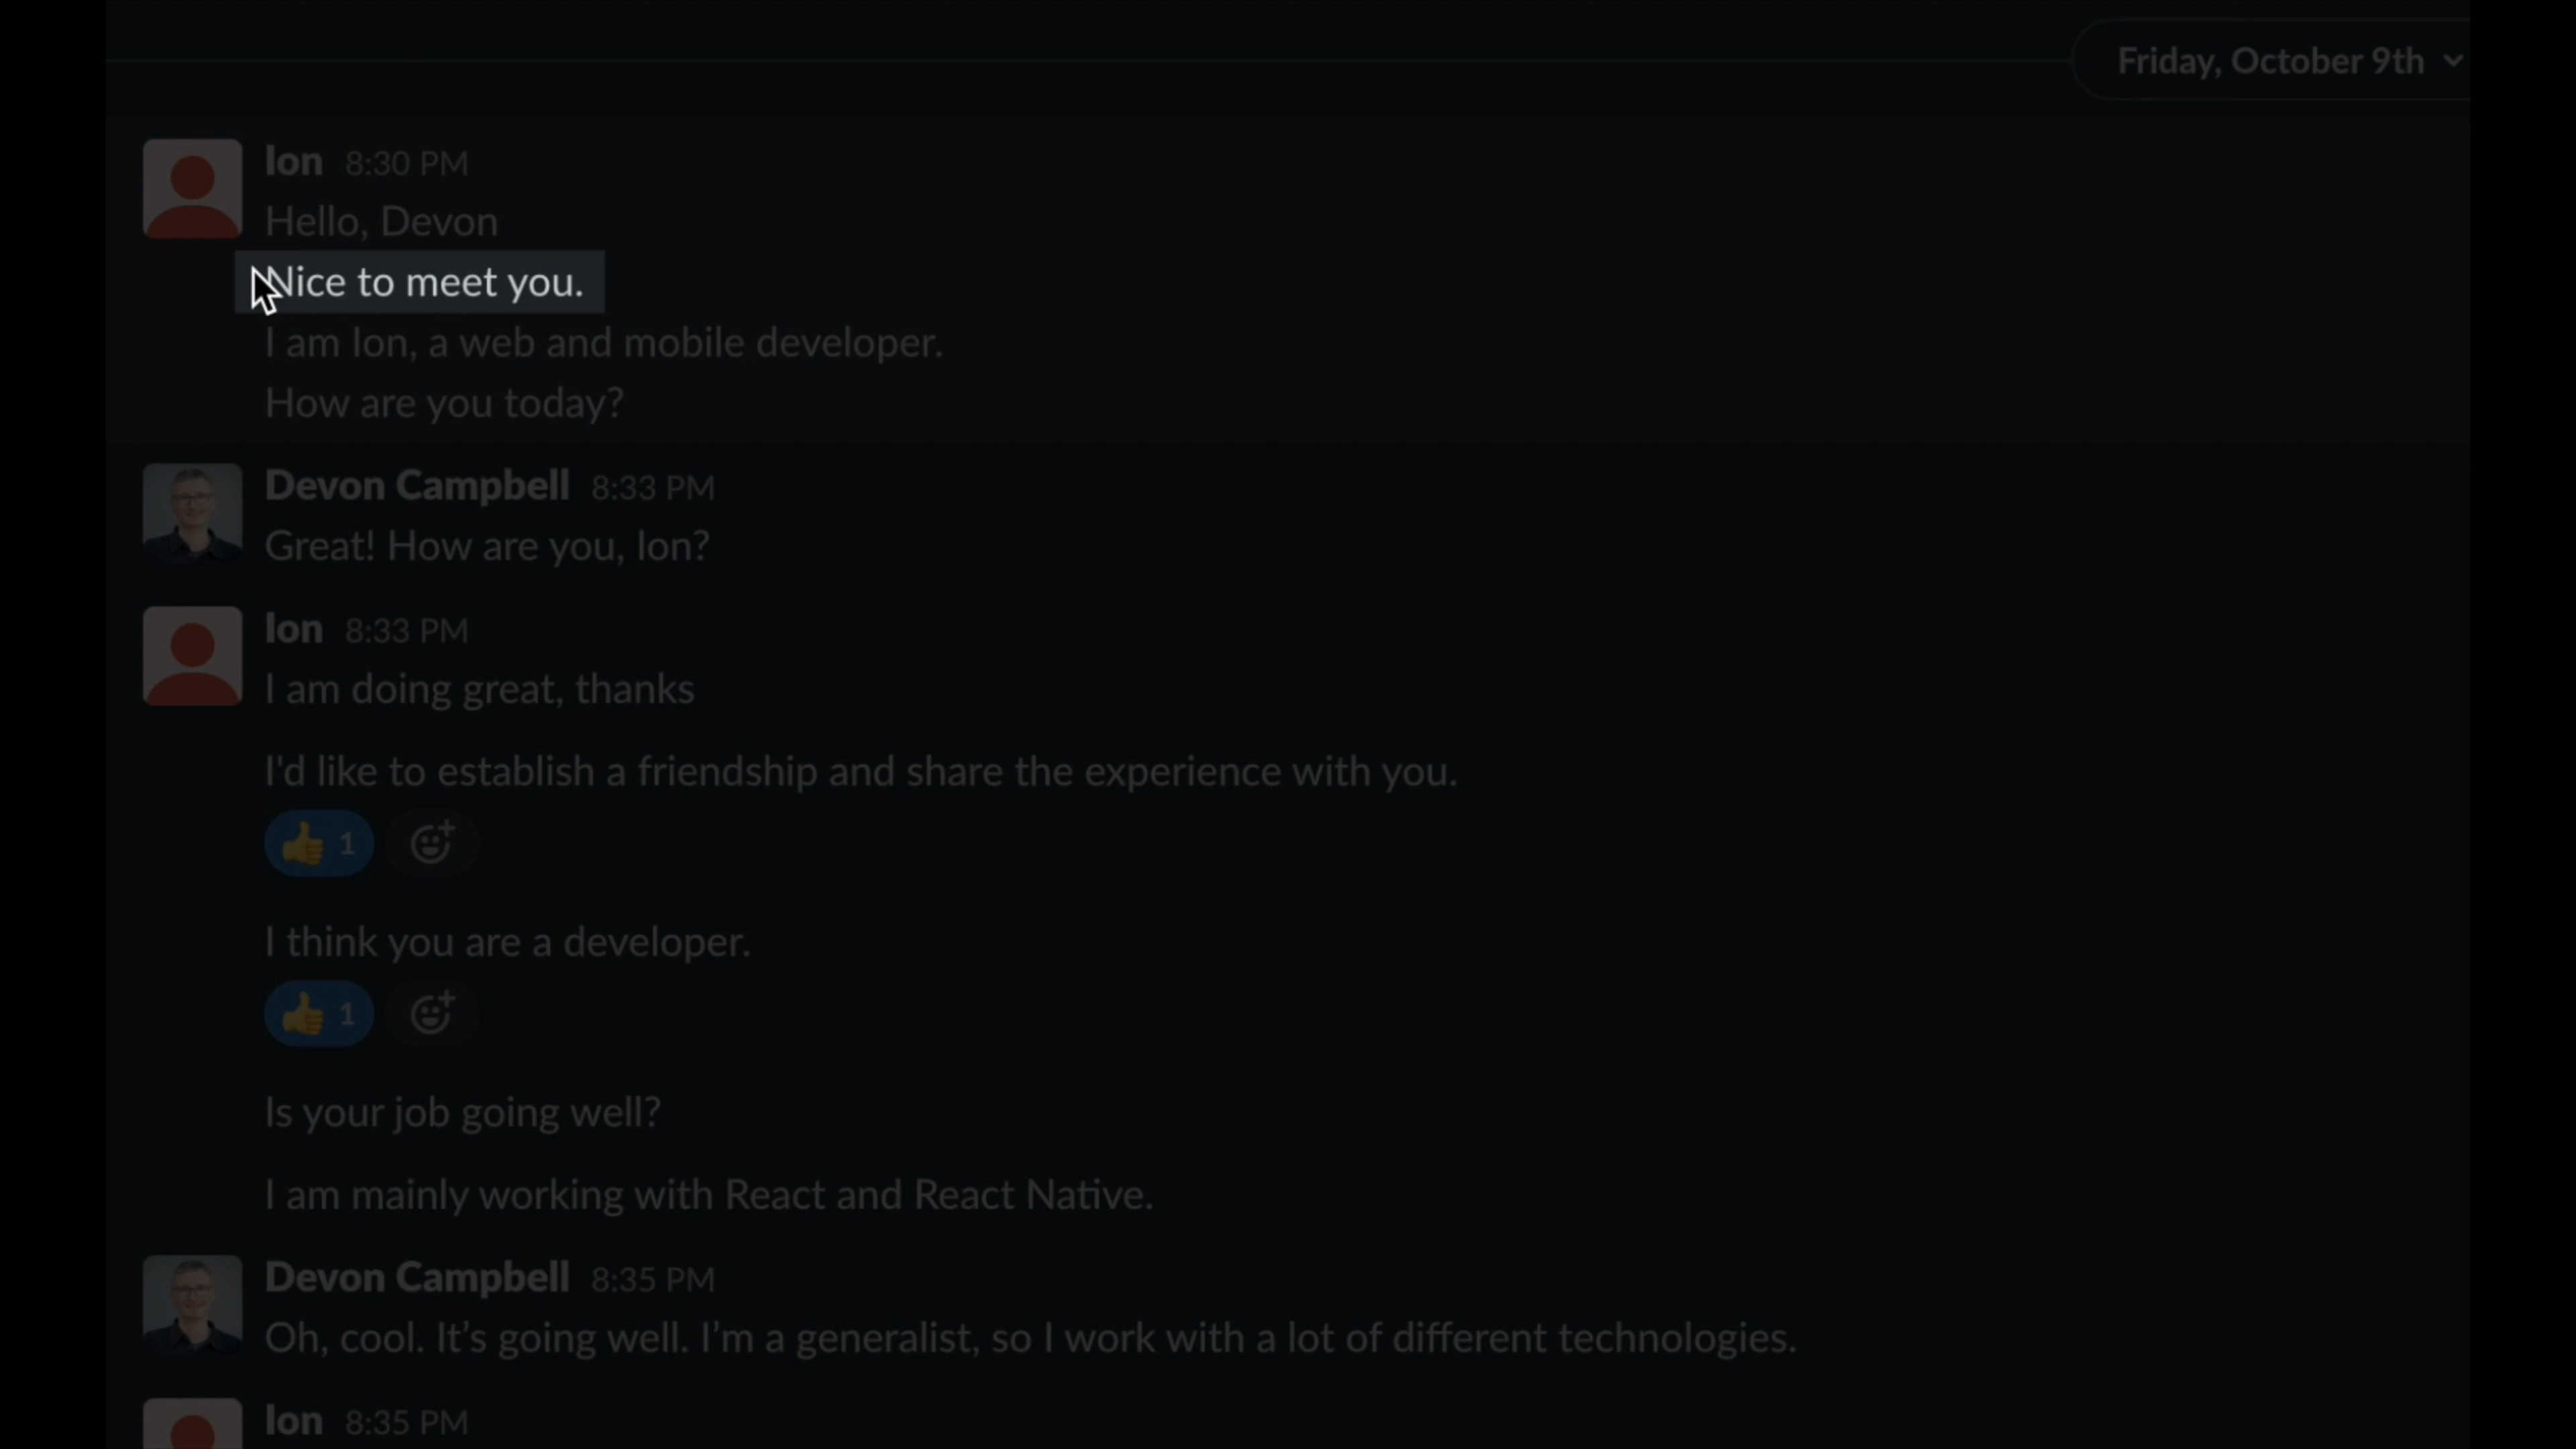 Friday, October 9th
Ion 8:30 PM
Hello, Devon
Nice to meet you.
I am Ion, a web and mobile developer.
How are you today?
Devon Campbell 8:33 PM
Great! How are you, Ion?
Ion 8:33 PM
I am doing great, thanks
I'd like to establish a friendship and share the experience with you.
1
I think you are a developer.
1
Is your job going well?
I am mainly working with React and React Native.
Devon Campbell 8:35 PM
Oh, cool. It’s going well. I’m a generalist, so I work with a lot of different technologies.
Ion 8:35 PM